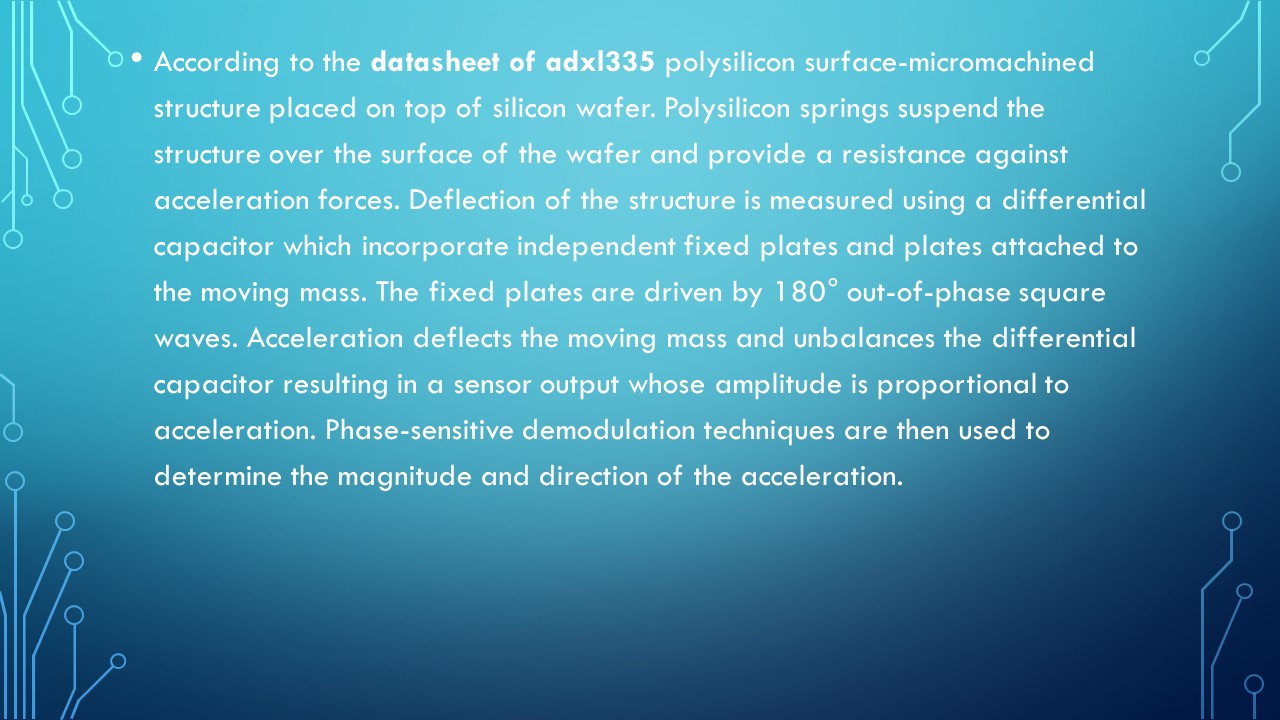 • According to the datasheet of adxl335 polysilicon surface-micromachined
structure placed on top of silicon wafer. Polysilicon springs suspend the
structure over the surface of the wafer and provide a resistance against
acceleration forces. Deflection of the structure is measured using a differential
capacitor which incorporate independent fixed plates and plates attached to
the moving mass. The fixed plates are driven by 180° out-of-phase square
waves. Acceleration deflects the moving mass and unbalances the differential
capacitor resulting in a sensor output whose amplitude is proportional to
acceleration. Phase-sensitive demodulation techniques are then used to
determine the magnitude and direction of the acceleration.